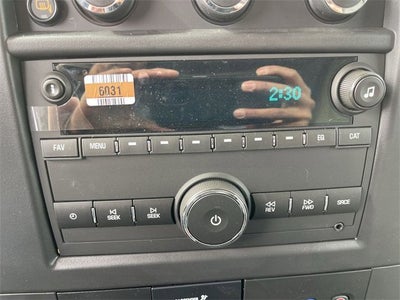 6031
2:30
FAV MENU EQ CAT
SEEK SEEK REV FWD SRCE